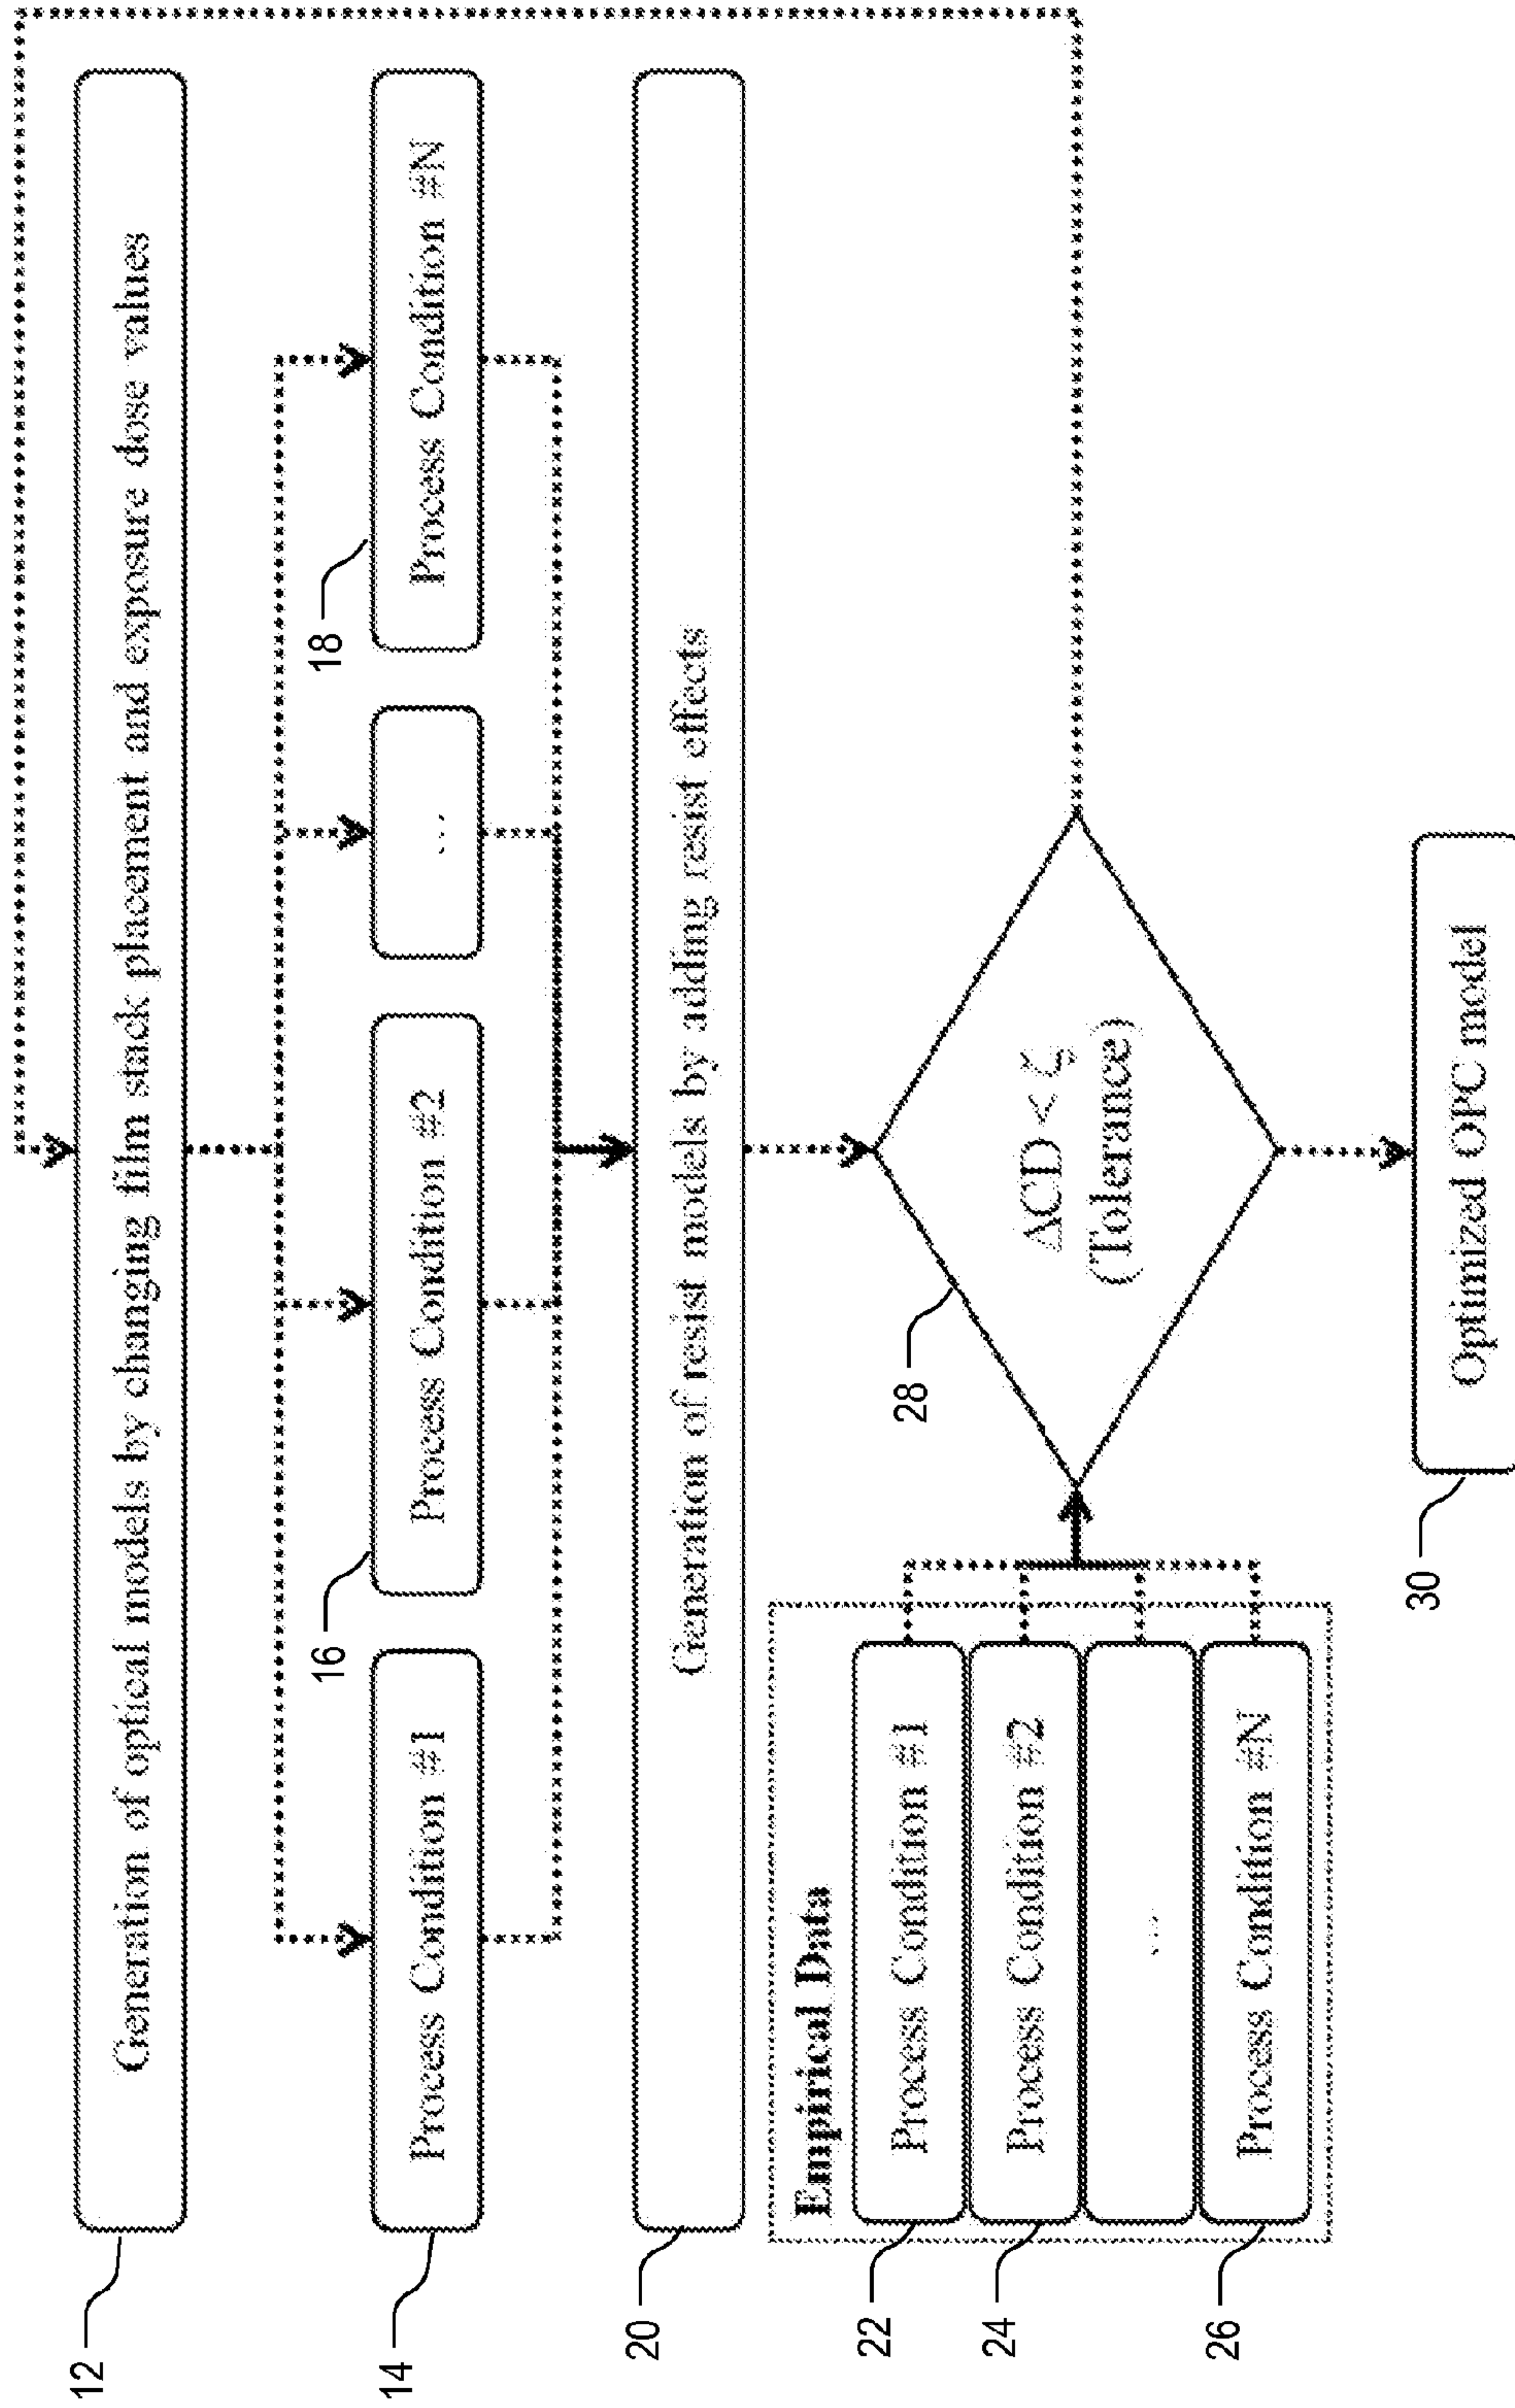 12
Generation of optical models by changing film stack placement and exposure dose values
14
Process Condition #1
16
Process Condition #2
...
18
Process Condition #N
20
Generation of resist models by adding resist effects
Empirical Data
22
Process Condition #1
24
Process Condition #2
...
26
Process Condition #N
28
ΔCD < ζ
(Tolerance)
30
Optimized OPC model